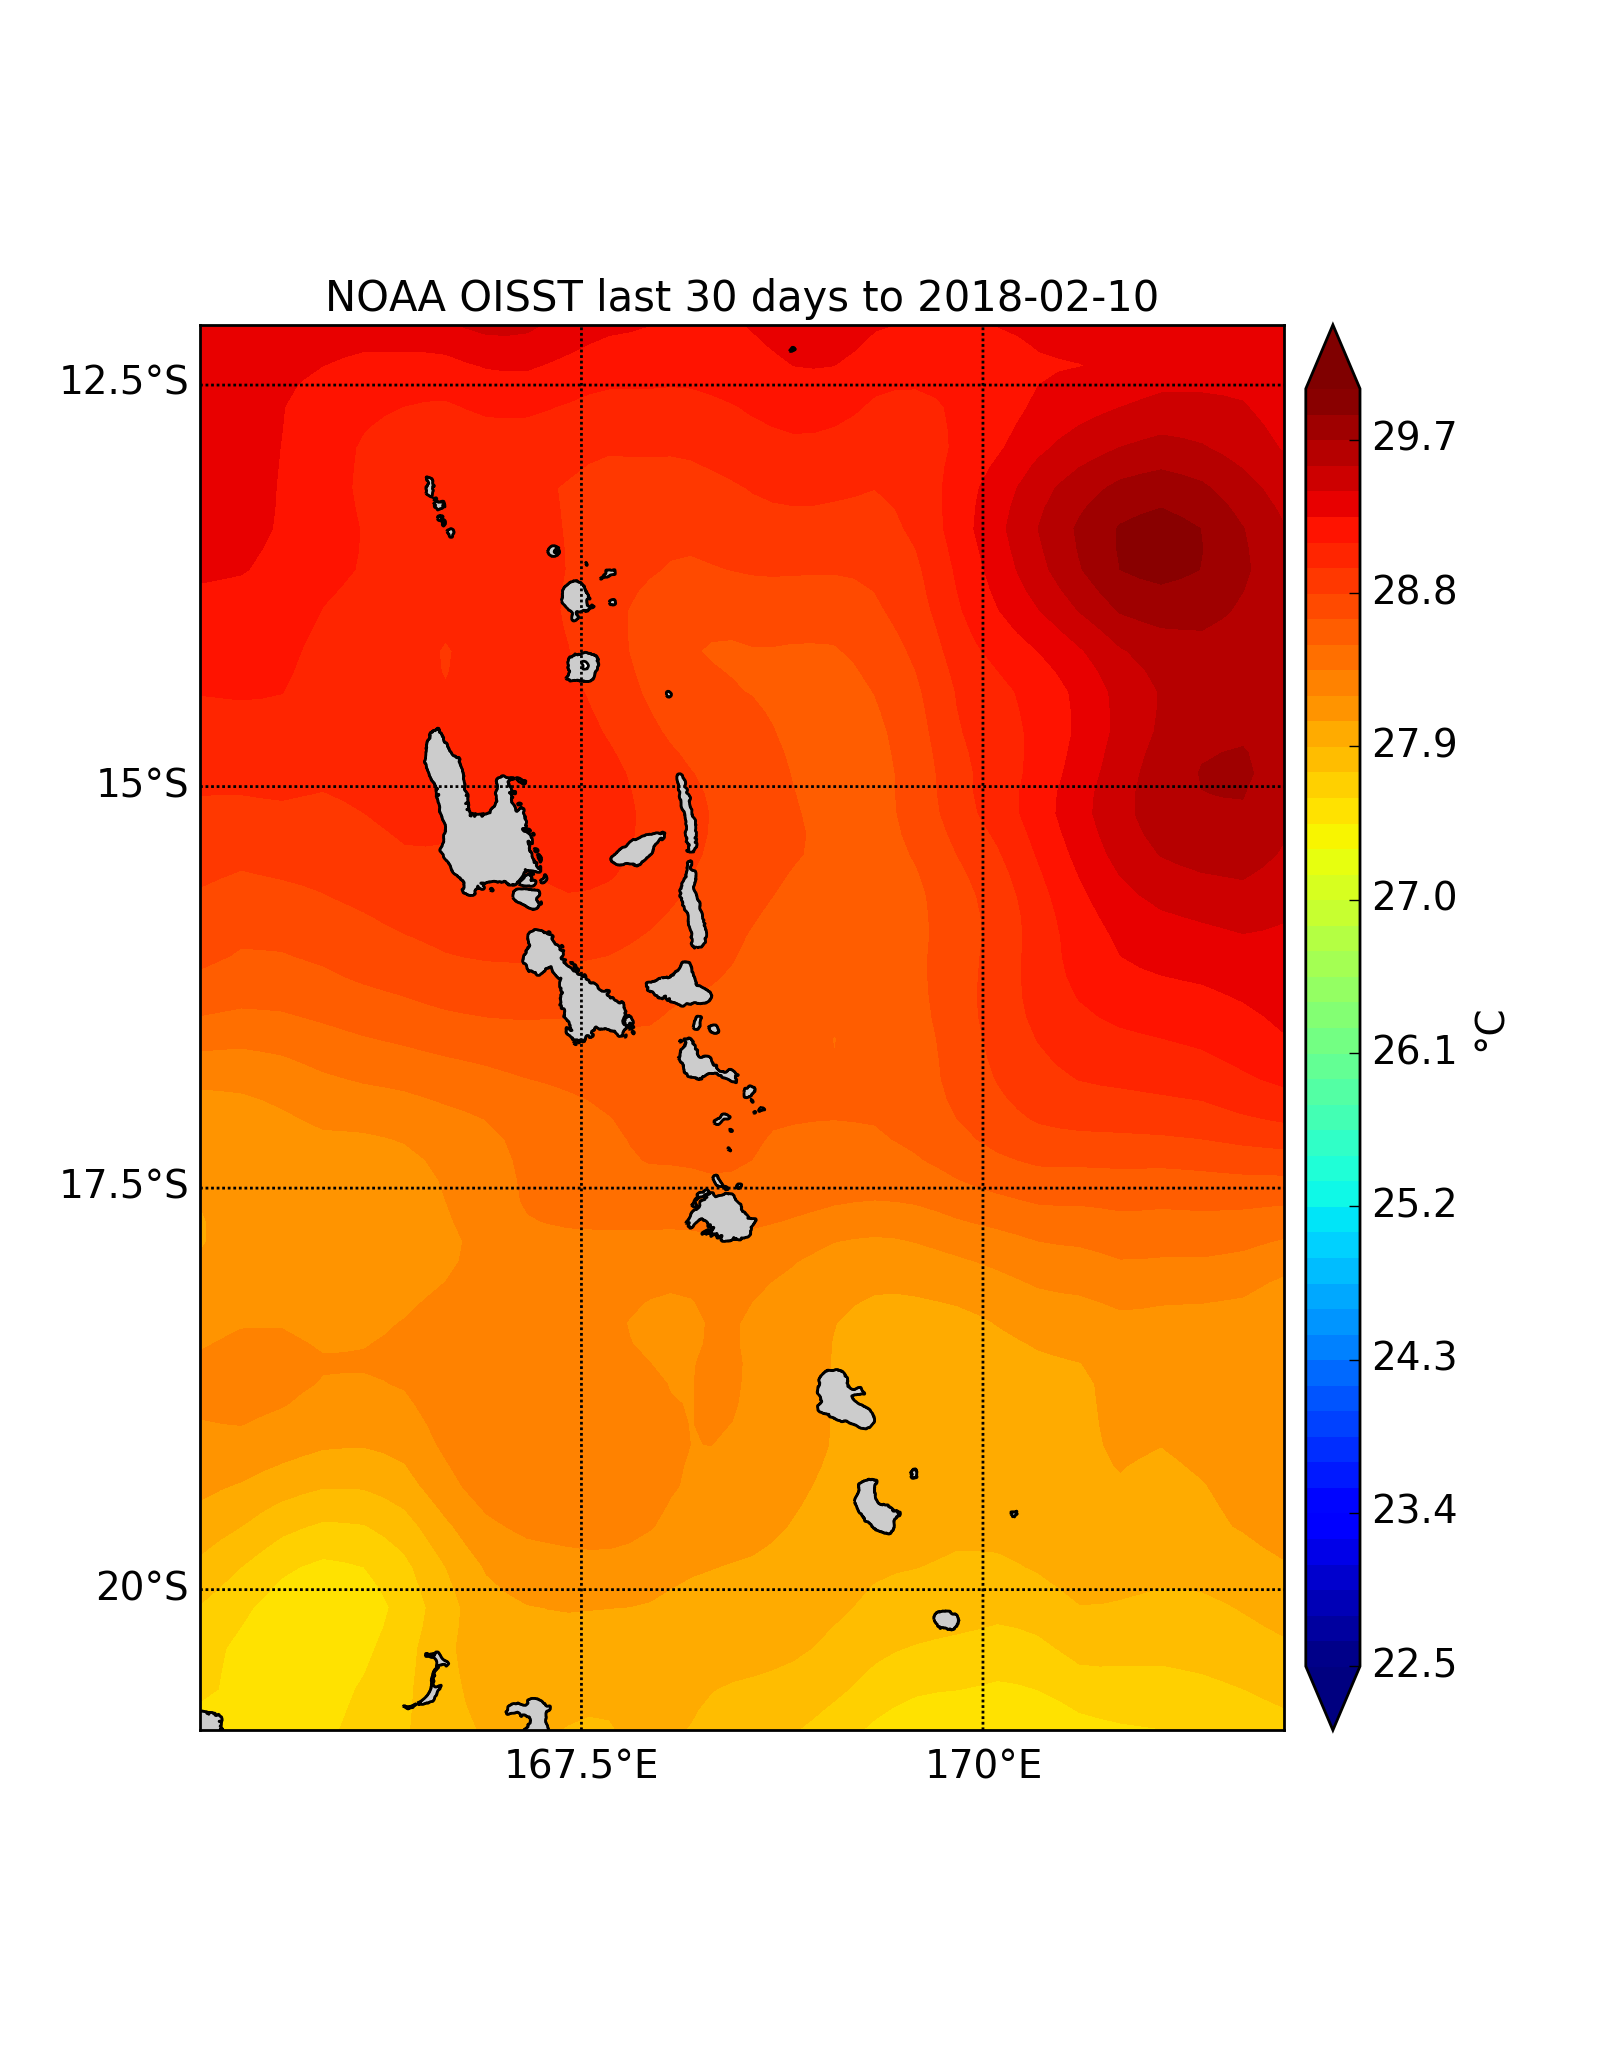 NOAA OISST last 30 days to 2018-02-10
12.5°S
15°S
17.5°S
20°S
167.5°E
170°E
29.7
28.8
27.9
27.0
26.1
25.2
24.3
23.4
22.5
°C